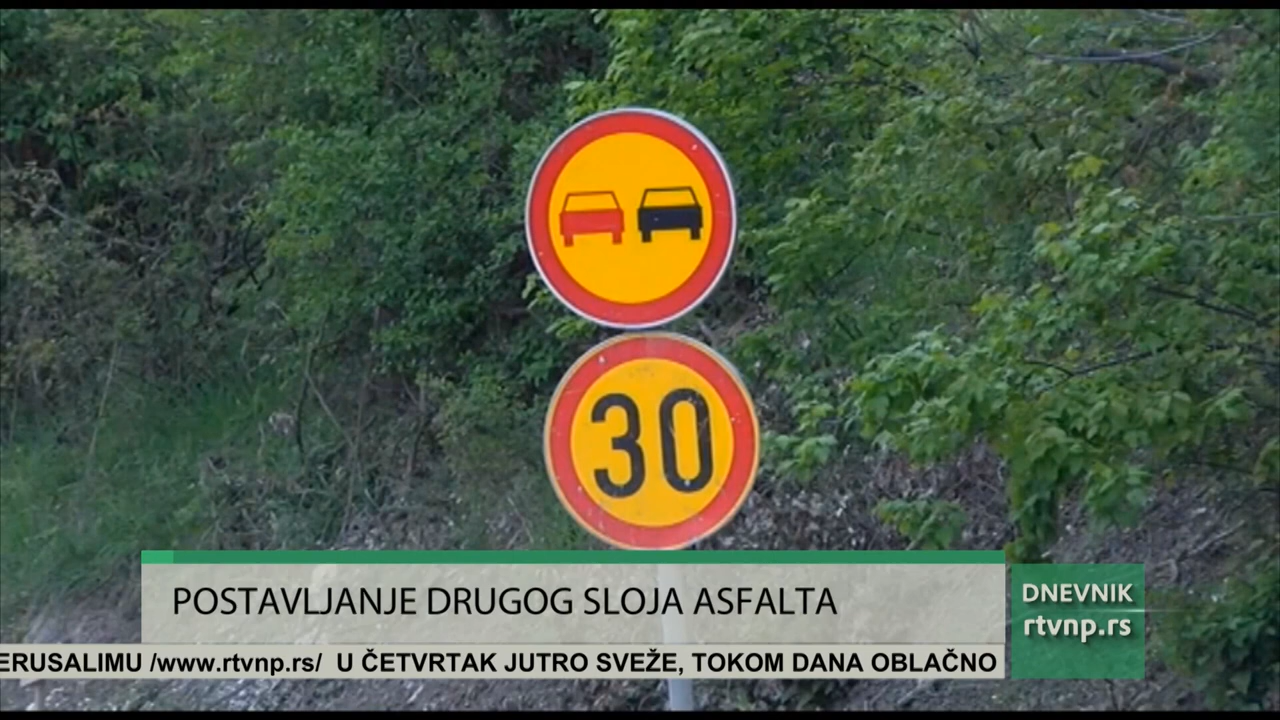 30
POSTAVLJANJE DRUGOG SLOJA ASFALTA
DNEVNIK
rtvnp.rs
ERUSALIMU /www.rtvnp.rs/ U ČETVRTAK JUTRO SVEŽE, TOKOM DANA OBLAČNO